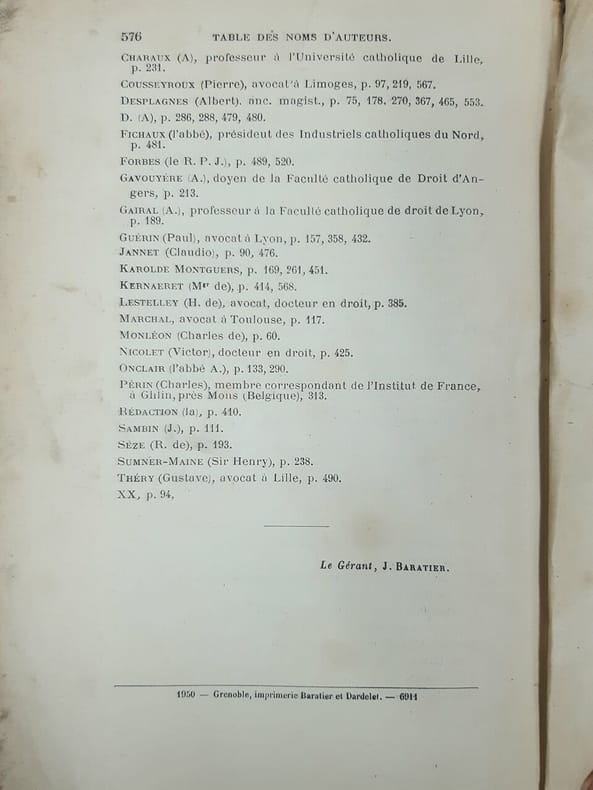 576 TABLE DES NOMS D'AUTEURS.
CHARAUX (A), professeur à l'Université catholique de Lille,
p. 231.
COUSSEYROUX (Pierre), avocat à Limoges, p. 97, 219, 567.
DESPLAGNES (Albert). anc. magist., p. 75, 178. 270, 367, 465, 553.
D. (A), p. 286, 288, 479, 480.
FICHAUX (l'abbé), président des Industriels catholiques du Nord,
p. 481.
FORBES (le R. P. J.), p. 489, 520.
GAVOUYÈRE (A.), doyen de la Faculté catholique de Droit d'An-
gers, p. 213.
GAIRAL (A.), professeur à la Faculté catholique de droit de Lyon,
p. 189.
GUÉRIN (Paul), avocat à Lyon, p. 157, 358, 432.
JANNET (Claudio), p. 90, 476.
KAROLDE MONTGUERS, p. 169, 261, 451.
KERNAERET (Mgr de), p. 414, 568.
LESTELLEY (H. de), avocat, docteur en droit, p. 385.
MARCHAL, avocat à Toulouse, p. 117.
MONLÉON (Charles de), p. 60.
NICOLET (Victor), docteur en droit, p. 425.
ONCLAIR (l'abbé A.), p. 133, 290.
PÉRIN (Charles), membre correspondant de l'Institut de France,
à Ghlin, près Mons (Belgique), 313.
RÉDACTION (la), p. 410.
SAMBIN (J.), p. 111.
SÈZE (R. de), p. 193.
SUMNER-MAINE (Sir Henry), p. 238.
THÉRY (Gustave), avocat à Lille, p. 490.
XX, p. 94,
Le Gérant, J. BARATIER.
1950 — Grenoble, imprimerie Baratier et Dardelet. — 6911